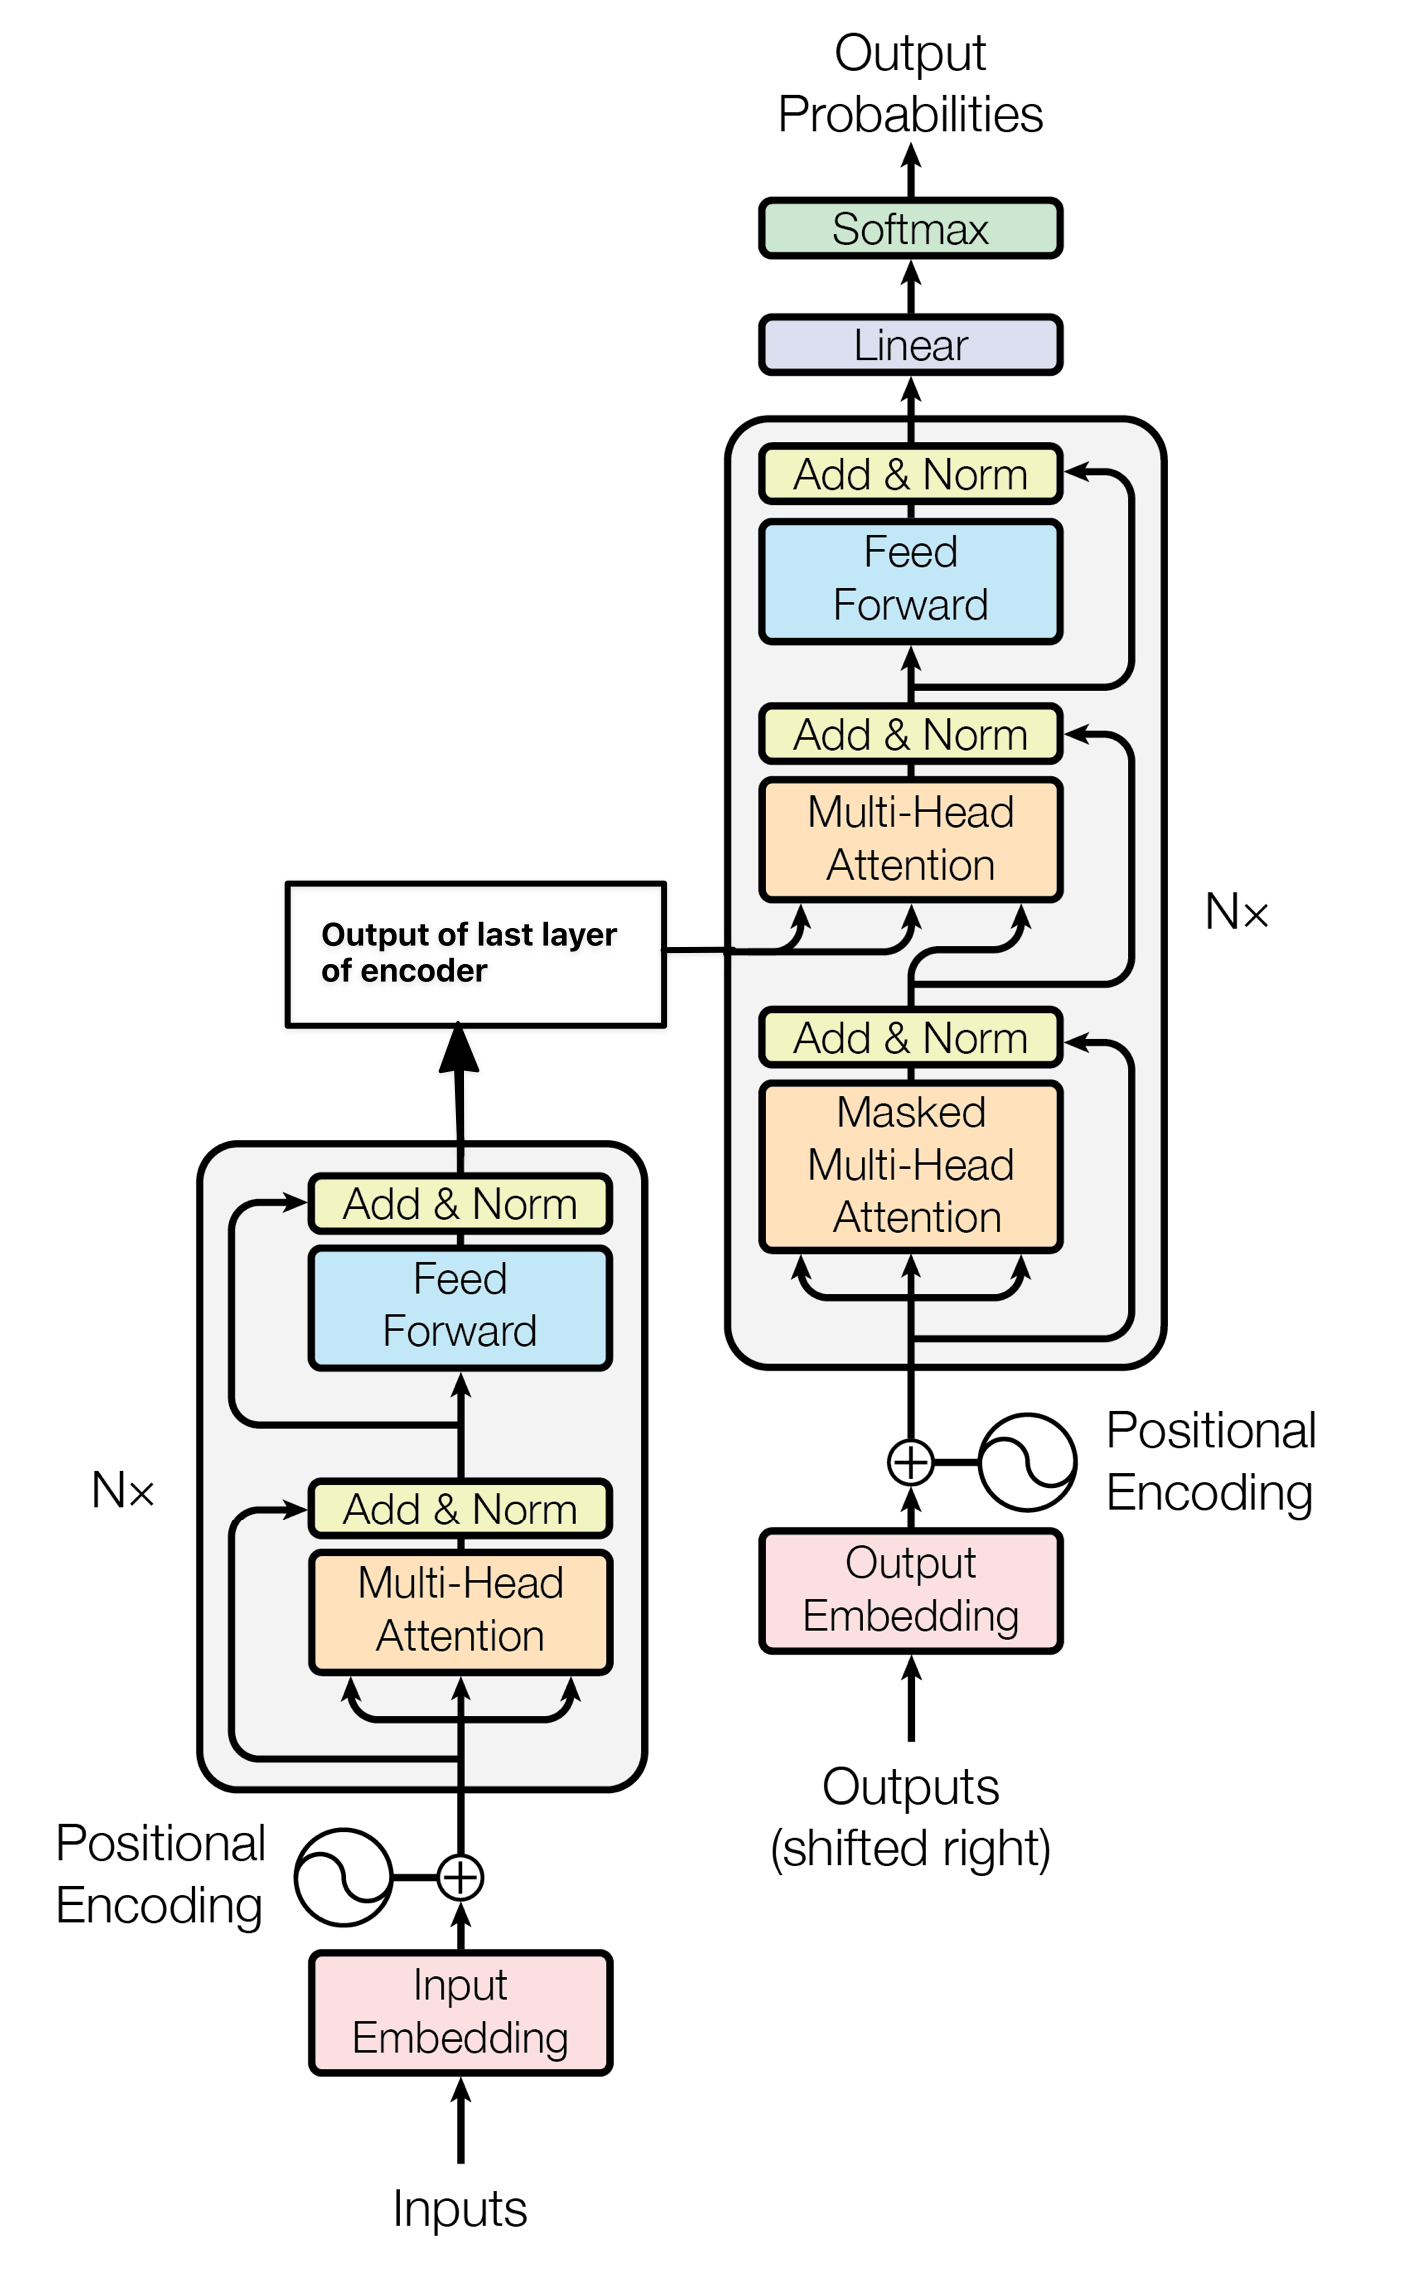 Output
Probabilities
Softmax
Linear
Add & Norm
Feed
Forward
Add & Norm
Multi-Head
Attention
N×
Output of last layer
of encoder
Add & Norm
Masked
Multi-Head
Attention
Add & Norm
Feed
Forward
N×
Add & Norm
Multi-Head
Attention
Positional
Encoding
Output
Embedding
Outputs
(shifted right)
Positional
Encoding
Input
Embedding
Inputs